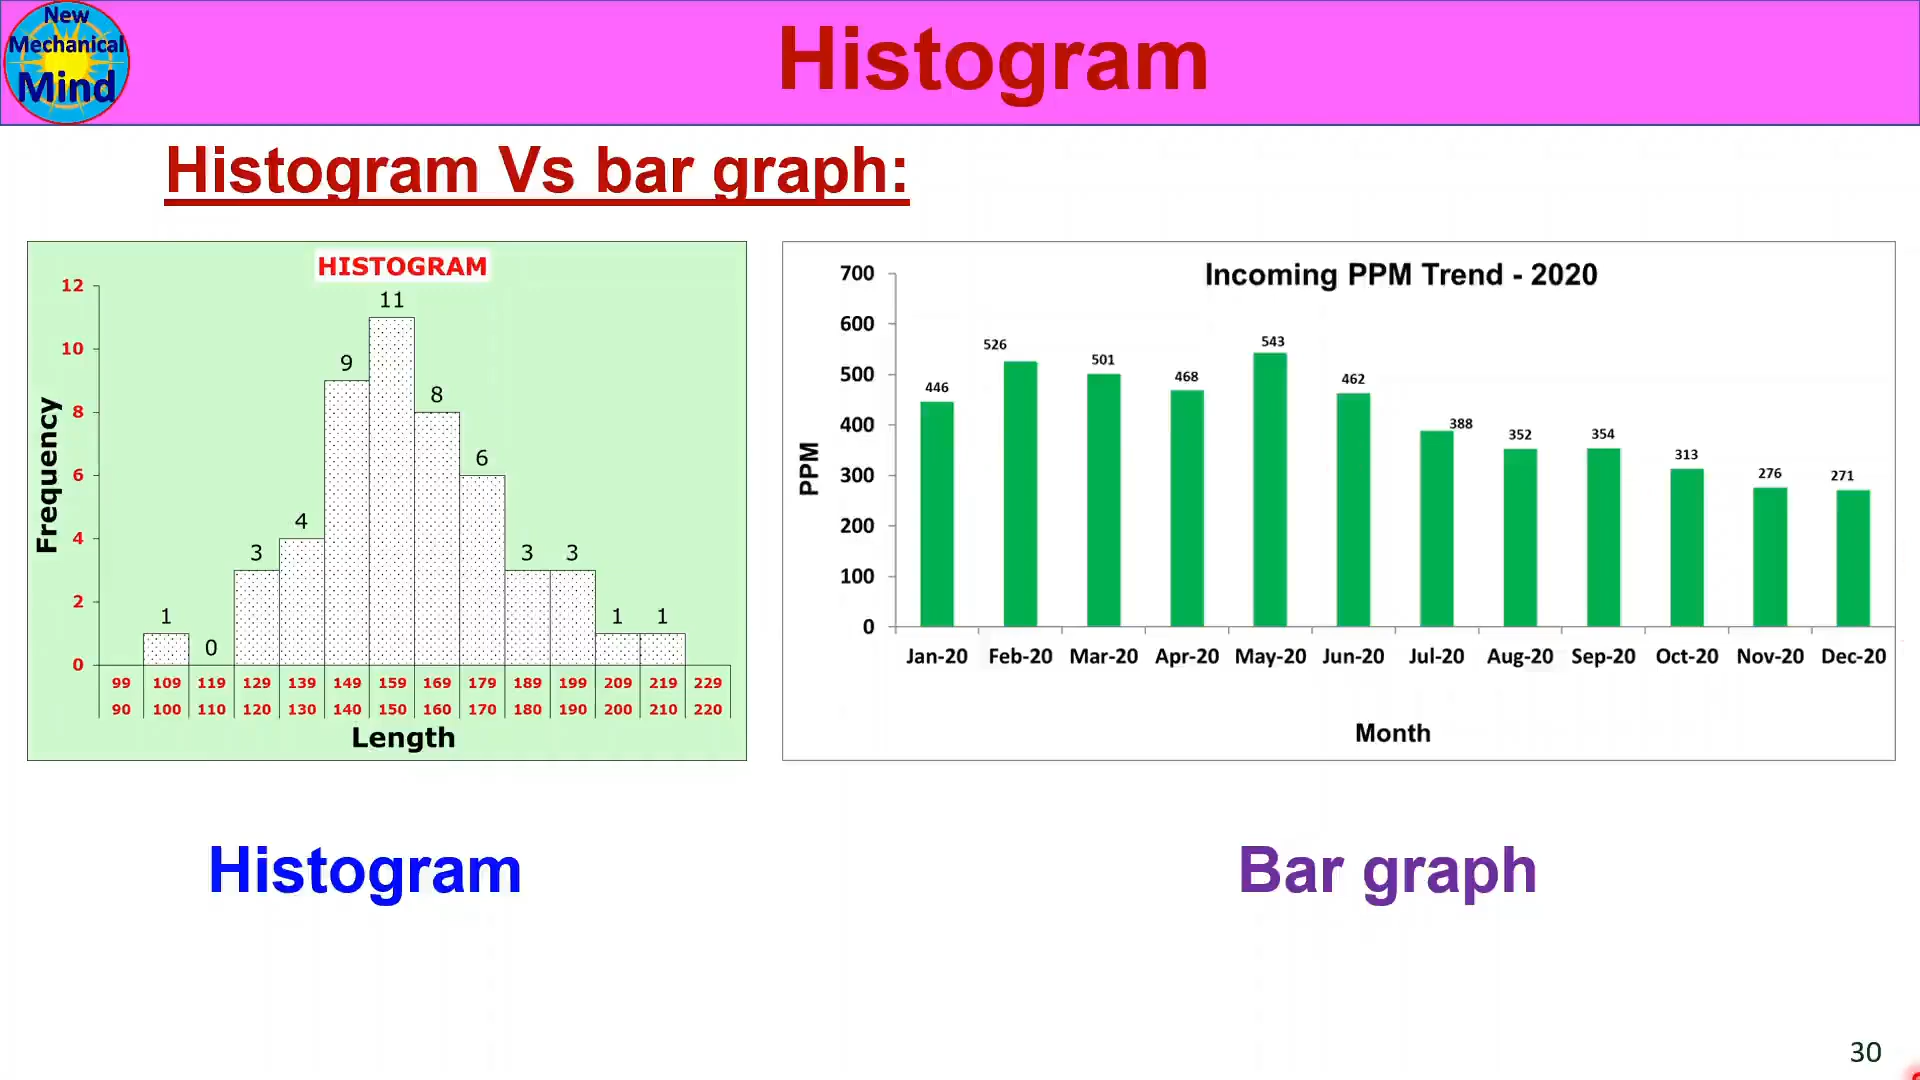 New
Mechanical
Mind
Histogram
Histogram Vs bar graph:
HISTOGRAM
12
10
8
6
4
2
0
Frequency
1
0
3
4
9
11
8
6
3
3
1
1
99 109 119 129 139 149 159 169 179 189 199 209 219 229
90 100 110 120 130 140 150 160 170 180 190 200 210 220
Length
Incoming PPM Trend - 2020
700
600
500
400
300
200
100
0
PPM
446
526
501
468
543
462
388
352
354
313
276
271
Jan-20 Feb-20 Mar-20 Apr-20 May-20 Jun-20 Jul-20 Aug-20 Sep-20 Oct-20 Nov-20 Dec-20
Month
Histogram
Bar graph
30